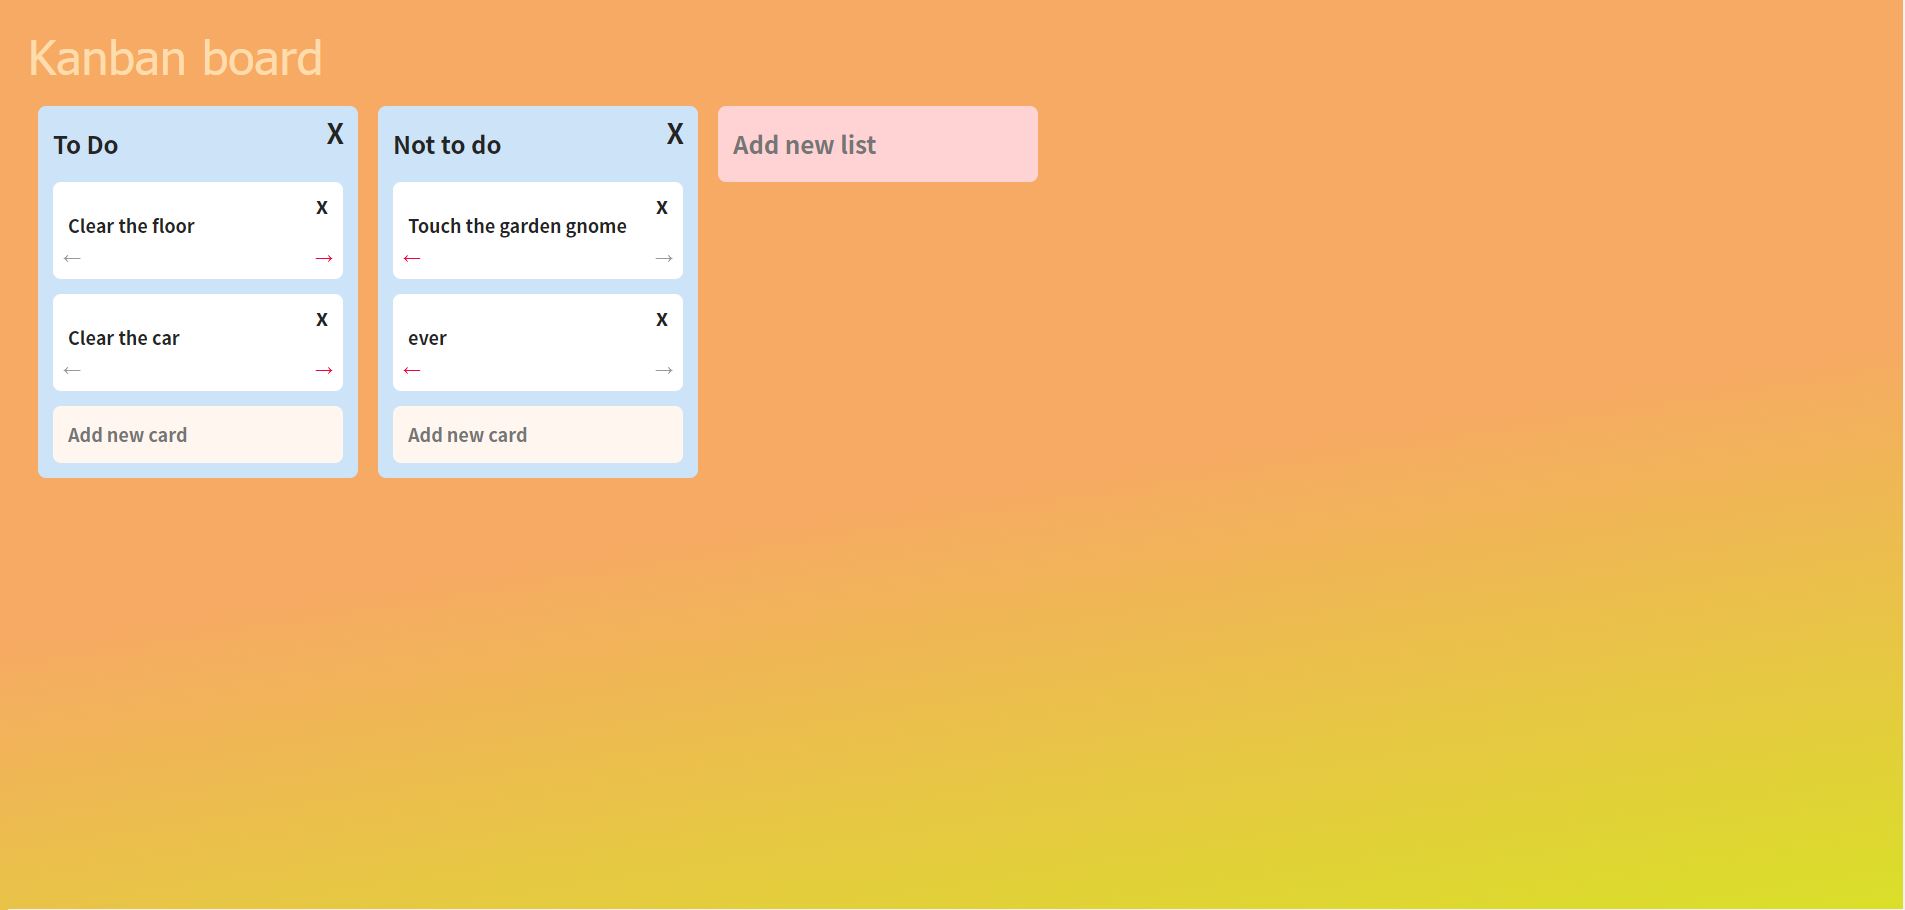 Kanban board
To Do X
Clear the floor X
← →
Clear the car X
← →
Add new card
Not to do X
Touch the garden gnome X
← →
ever X
← →
Add new card
Add new list